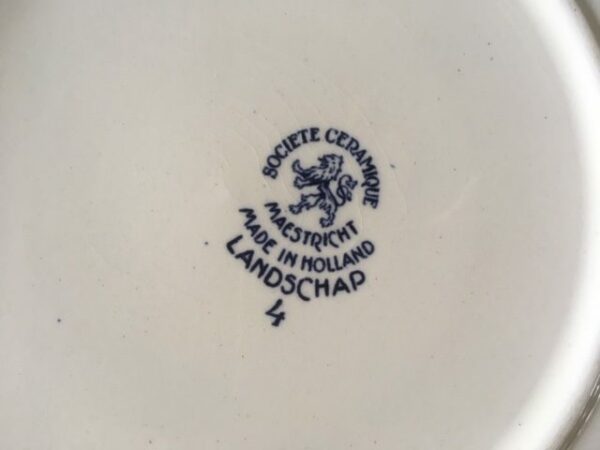 SOCIETE CERAMIQUE
MAESTRICHT
MADE IN HOLLAND
LANDSCHAP
4